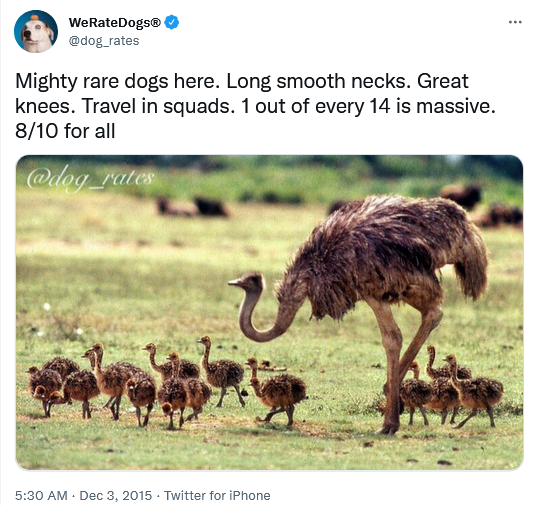 WeRateDogs®
@dog_rates
Mighty rare dogs here. Long smooth necks. Great
knees. Travel in squads. 1 out of every 14 is massive.
8/10 for all
@dog_rates
5:30 AM · Dec 3, 2015 · Twitter for iPhone